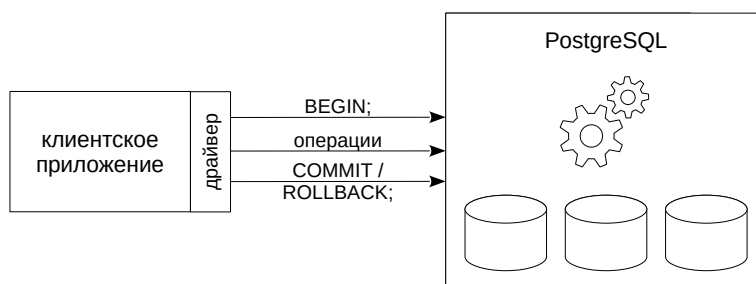 PostgreSQL
клиентское
приложение
драйвер
BEGIN;
операции
COMMIT /
ROLLBACK;